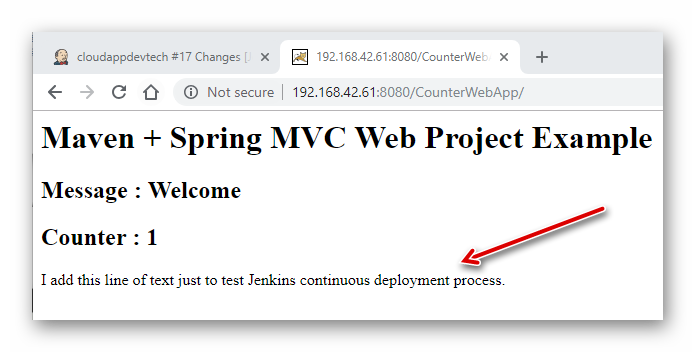 cloudappdevtech #17 Changes
192.168.42.61:8080/CounterWeb
Not secure | 192.168.42.61:8080/CounterWebApp/
Maven + Spring MVC Web Project Example
Message : Welcome
Counter : 1
I add this line of text just to test Jenkins continuous deployment process.